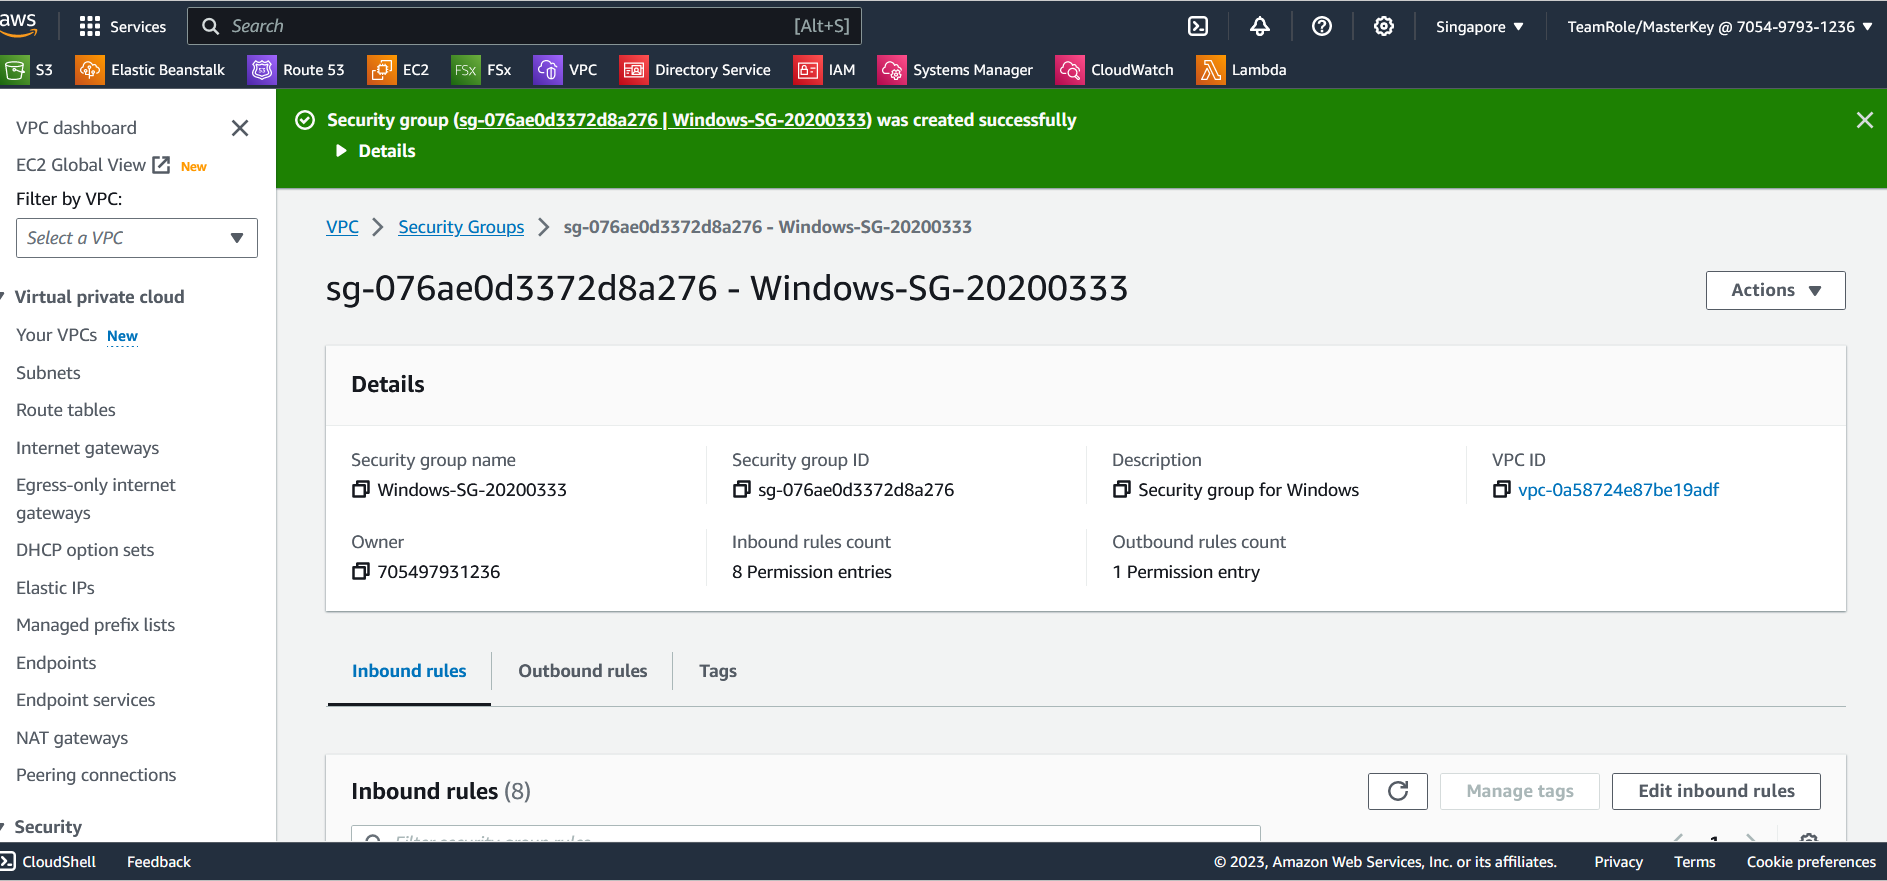 aws
Services
Search [Alt+S]
Singapore
TeamRole/MasterKey @ 7054-9793-1236
S3
Elastic Beanstalk
Route 53
EC2
FSx FSx
VPC
Directory Service
IAM
Systems Manager
CloudWatch
Lambda
VPC dashboard
EC2 Global View New
Filter by VPC:
Select a VPC
Virtual private cloud
Your VPCs New
Subnets
Route tables
Internet gateways
Egress-only internet
gateways
DHCP option sets
Elastic IPs
Managed prefix lists
Endpoints
Endpoint services
NAT gateways
Peering connections
Security
Security group (sg-076ae0d3372d8a276 | Windows-SG-20200333) was created successfully
Details
VPC
Security Groups
sg-076ae0d3372d8a276 - Windows-SG-20200333
sg-076ae0d3372d8a276 - Windows-SG-20200333
Actions
Details
Security group name
Windows-SG-20200333
Security group ID
sg-076ae0d3372d8a276
Description
Security group for Windows
VPC ID
vpc-0a58724e87be19adf
Owner
705497931236
Inbound rules count
8 Permission entries
Outbound rules count
1 Permission entry
Inbound rules
Outbound rules
Tags
Inbound rules (8)
Manage tags
Edit inbound rules
Filter security group rules
1
CloudShell
Feedback
© 2023, Amazon Web Services, Inc. or its affiliates.
Privacy
Terms
Cookie preferences